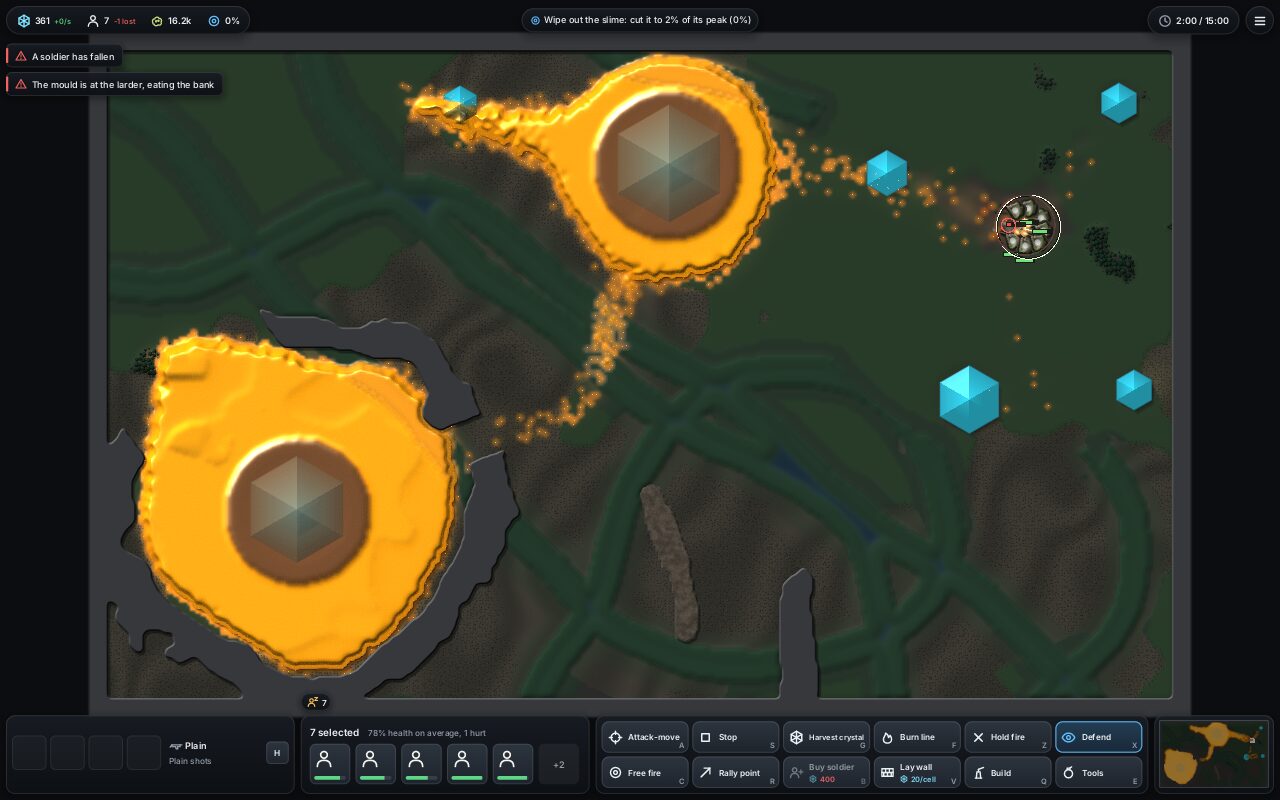 361 +0/s 7 -1 lost 16.2k 0%
Wipe out the slime: cut it to 2% of its peak (0%)
2:00 / 15:00
A soldier has fallen
The mould is at the larder, eating the bank
z 7
Plain
Plain shots
H
7 selected 78% health on average, 1 hurt
+2
Attack-move A
Stop S
Harvest crystal G
Burn line F
Hold fire Z
Defend X
Free fire C
Rally point R
Buy soldier 400 B
Lay wall 20/cell V
Build Q
Tools E